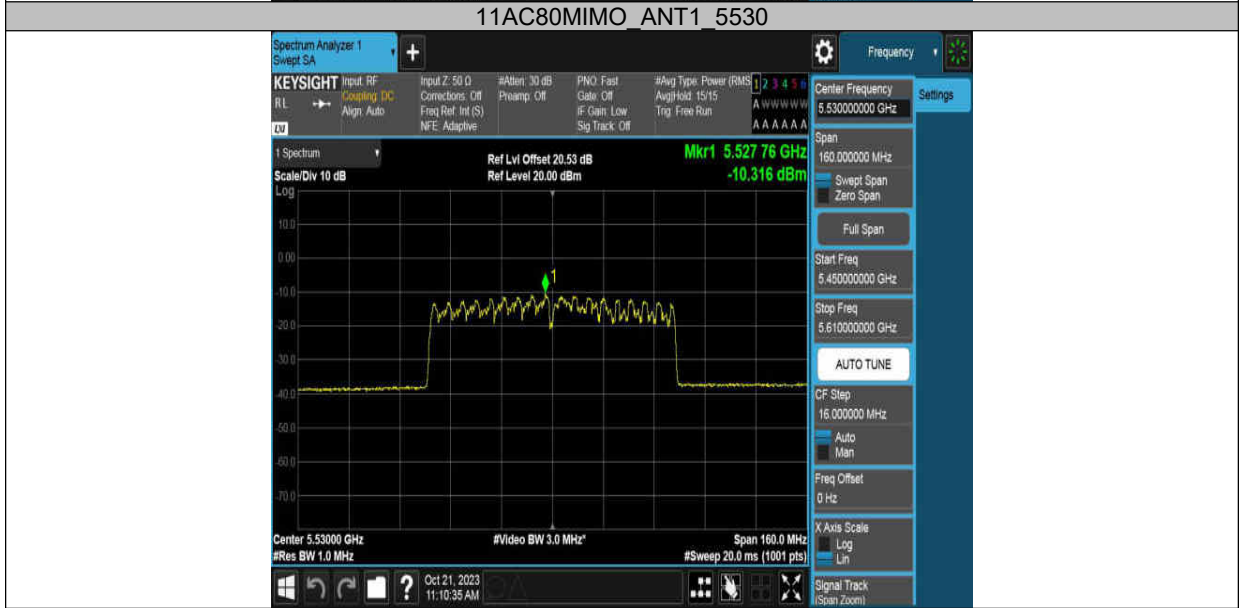 11AC80MIMO_ANT1_5530
Spectrum Analyzer 1
Swept SA
+
Frequency
KEYSIGHT
RL
LXI
Input: RF
Coupling: DC
Align: Auto
Input Z: 50 Ω
Corrections: Off
Freq Ref: Int (S)
NFE: Adaptive
#Atten: 30 dB
Preamp: Off
PNO: Fast
Gate: Off
IF Gain: Low
Sig Track: Off
#Avg Type: Power (RMS
Avg|Hold: 15/15
Trig: Free Run
1 2 3 4 5 6
A W W W W W
A A A A A A
Center Frequency
5.530000000 GHz
Settings
1 Spectrum
Scale/Div 10 dB
Log
Ref Lvl Offset 20.53 dB
Ref Level 20.00 dBm
Mkr1 5.527 76 GHz
-10.316 dBm
10.0
0.00
-10.0
-20.0
-30.0
-40.0
-50.0
-60.0
-70.0
1
Center 5.53000 GHz
#Res BW 1.0 MHz
#Video BW 3.0 MHz*
Span 160.0 MHz
#Sweep 20.0 ms (1001 pts)
Span
160.000000 MHz
Swept Span
Zero Span
Full Span
Start Freq
5.450000000 GHz
Stop Freq
5.610000000 GHz
AUTO TUNE
CF Step
16.000000 MHz
Auto
Man
Freq Offset
0 Hz
X Axis Scale
Log
Lin
Signal Track
(Span Zoom)
?
Oct 21, 2023
11:10:35 AM